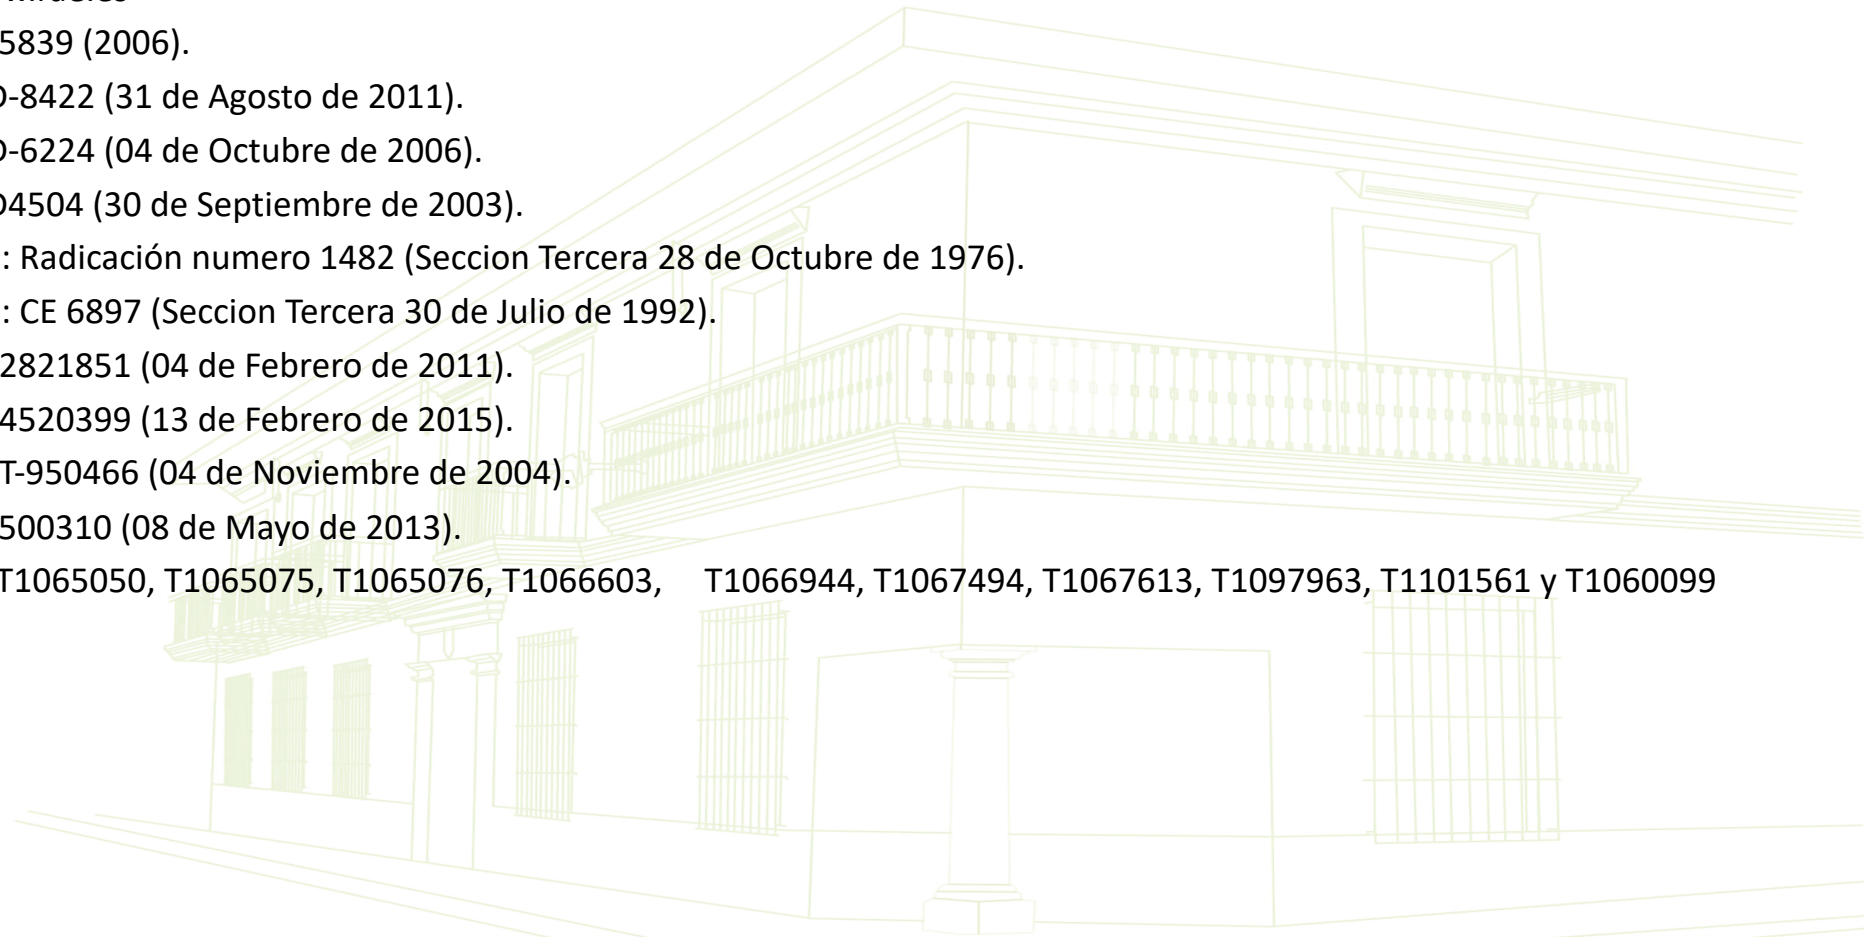 5839 (2006).
-8422 (31 de Agosto de 2011).
-6224 (04 de Octubre de 2006).
4504 (30 de Septiembre de 2003).
: Radicación numero 1482 (Seccion Tercera 28 de Octubre de 1976).
: CE 6897 (Seccion Tercera 30 de Julio de 1992).
2821851 (04 de Febrero de 2011).
4520399 (13 de Febrero de 2015).
T-950466 (04 de Noviembre de 2004).
500310 (08 de Mayo de 2013).
T1065050, T1065075, T1065076, T1066603, T1066944, T1067494, T1067613, T1097963, T1101561 y T1060099